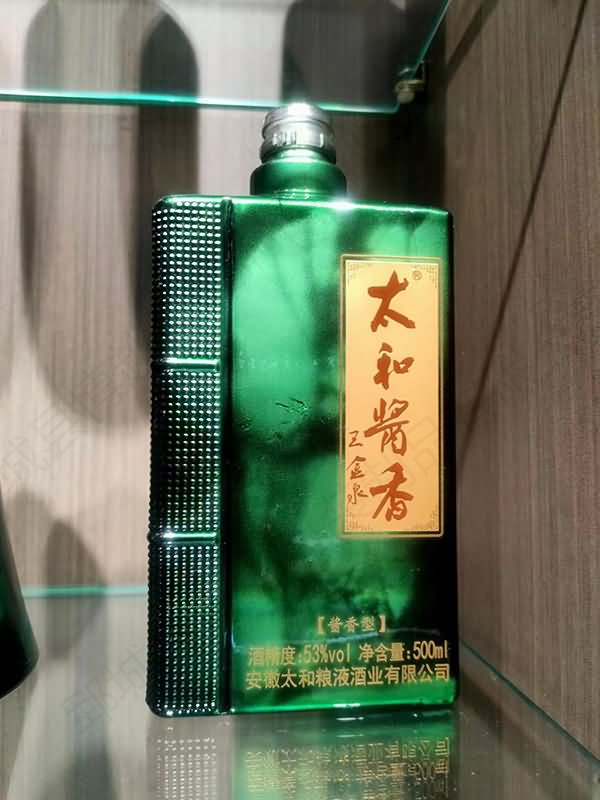 太和酱香®
王金泉
【酱香型】
酒精度:53%vol 净含量:500ml
安徽太和粮液酒业有限公司